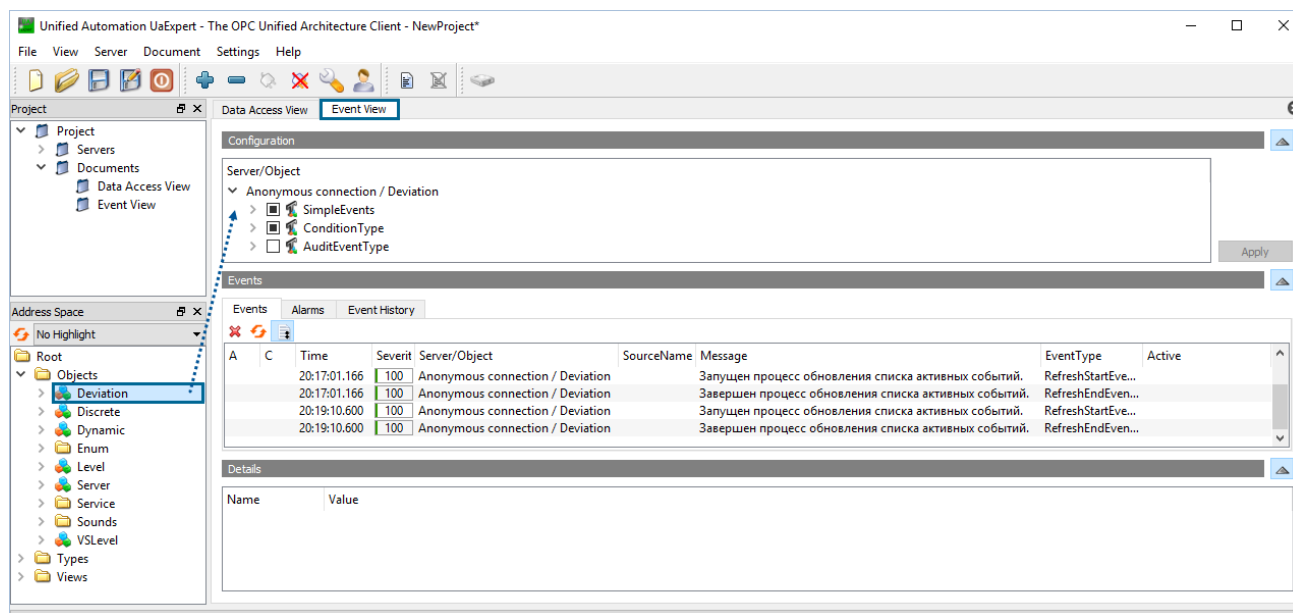 Unified Automation UaExpert - The OPC Unified Architecture Client - NewProject*
File View Server Document Settings Help
Project
Project
Servers
Documents
Data Access View
Event View
Address Space
No Highlight
Root
Objects
Deviation
Discrete
Dynamic
Enum
Level
Server
Service
Sounds
VSLevel
Types
Views
Data Access View Event View
Configuration
Server/Object
Anonymous connection / Deviation
SimpleEvents
ConditionType
AuditEventType
Apply
Events
Events Alarms Event History
A C Time Severit Server/Object SourceName Message EventType Active
20:17:01.166 100 Anonymous connection / Deviation Запущен процесс обновления списка активных событий. RefreshStartEve...
20:17:01.166 100 Anonymous connection / Deviation Завершен процесс обновления списка активных событий. RefreshEndEven...
20:19:10.600 100 Anonymous connection / Deviation Запущен процесс обновления списка активных событий. RefreshStartEve...
20:19:10.600 100 Anonymous connection / Deviation Завершен процесс обновления списка активных событий. RefreshEndEven...
Details
Name Value